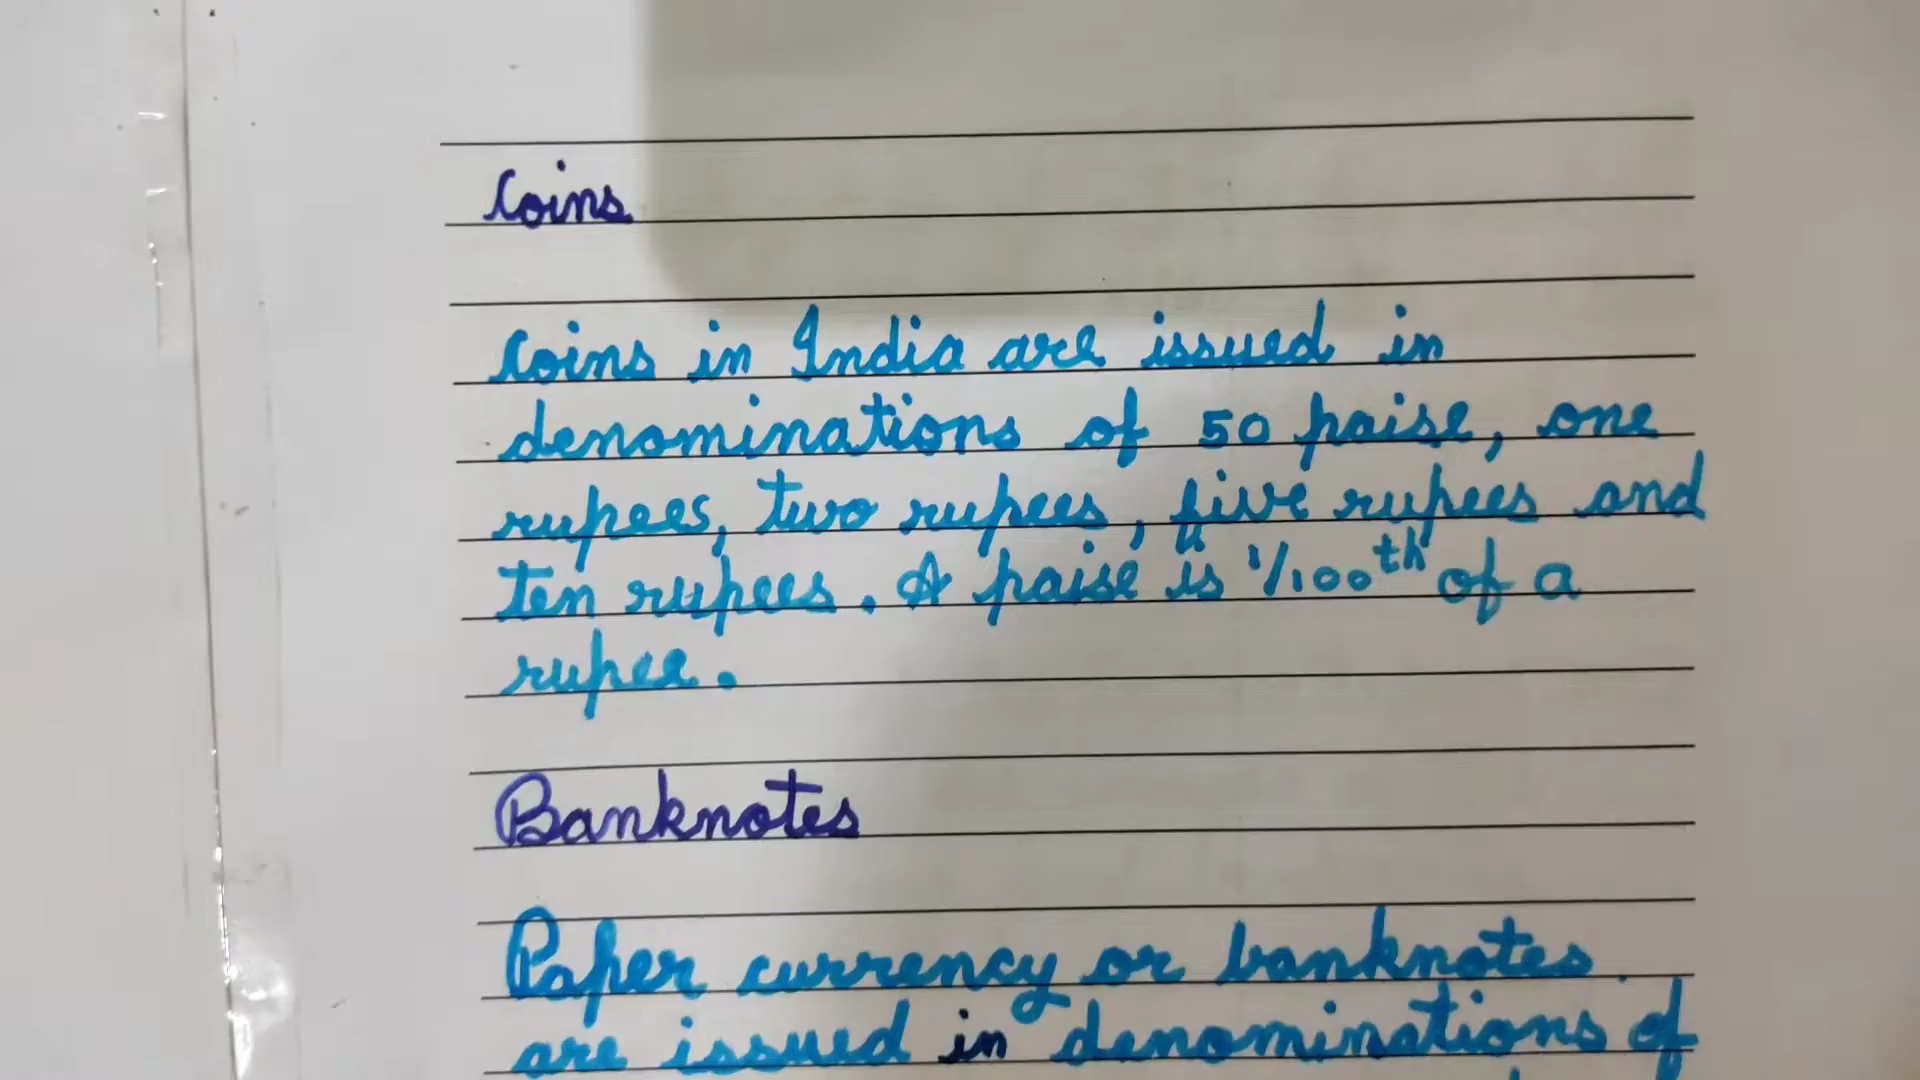 Coins
Coins in India are issued in
denominations of 50 paise, one
rupees, two rupees, five rupees and
ten rupees. A paise is 1/100th of a
rupee.
Banknotes
Paper currency or banknotes
are issued in denominations of